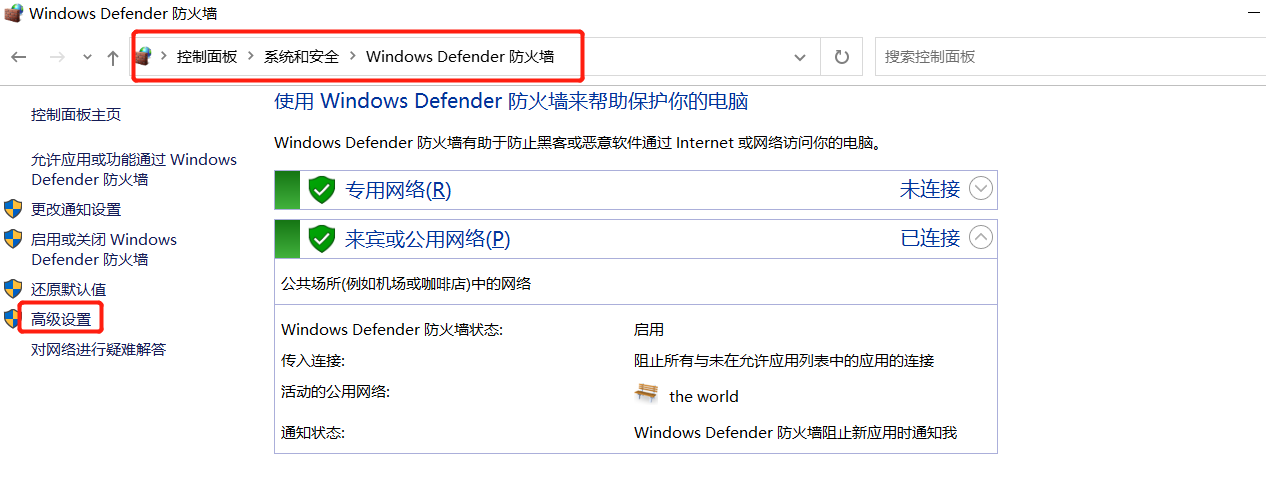 Windows Defender 防火墙
控制面板 > 系统和安全 > Windows Defender 防火墙
搜索控制面板
控制面板主页
允许应用或功能通过 Windows
Defender 防火墙
更改通知设置
启用或关闭 Windows
Defender 防火墙
还原默认值
高级设置
对网络进行疑难解答
使用 Windows Defender 防火墙来帮助保护你的电脑
Windows Defender 防火墙有助于防止黑客或恶意软件通过 Internet 或网络访问你的电脑。
专用网络(R) 未连接
来宾或公用网络(P) 已连接
公共场所(例如机场或咖啡店)中的网络
Windows Defender 防火墙状态: 启用
传入连接: 阻止所有与未在允许应用列表中的应用的连接
活动的公用网络: the world
通知状态: Windows Defender 防火墙阻止新应用时通知我